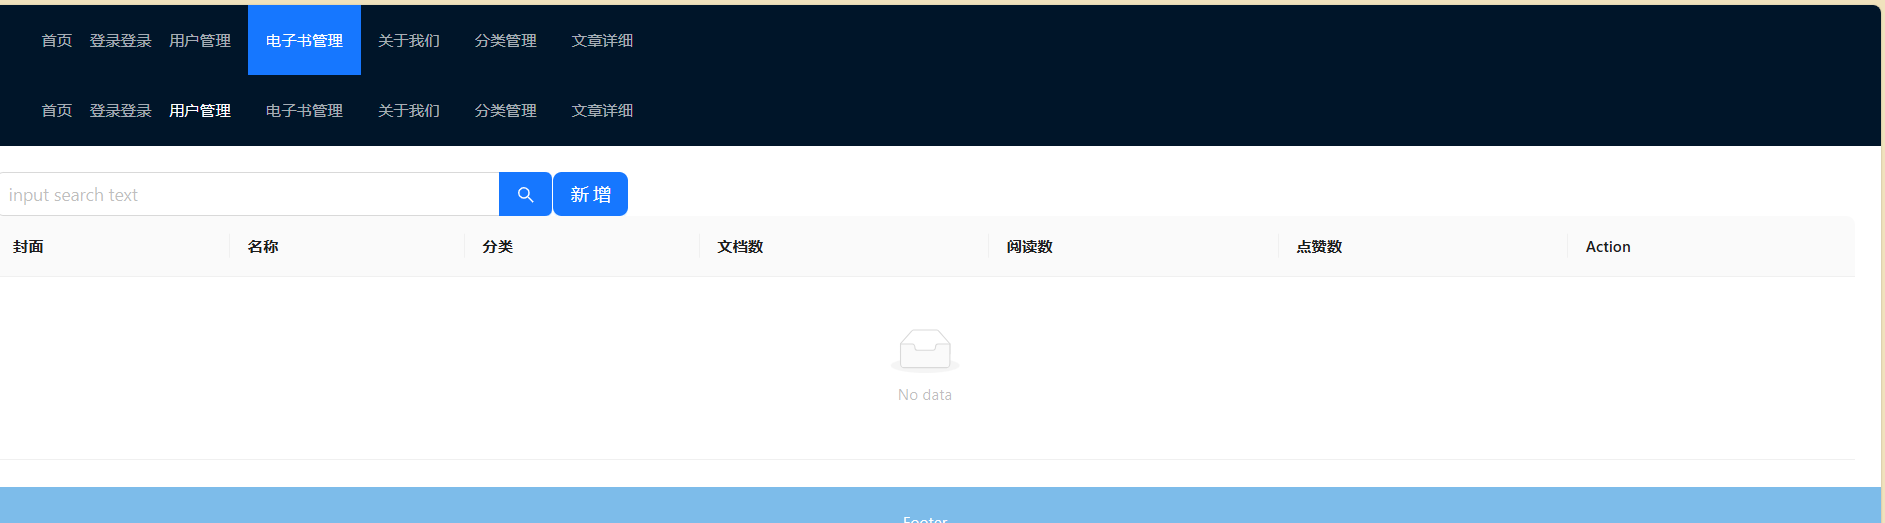 首页 登录登录 用户管理 电子书管理 关于我们 分类管理 文章详细
首页 登录登录 用户管理 电子书管理 关于我们 分类管理 文章详细
input search text 新增
封面 名称 分类 文档数 阅读数 点赞数 Action
No data
Footer